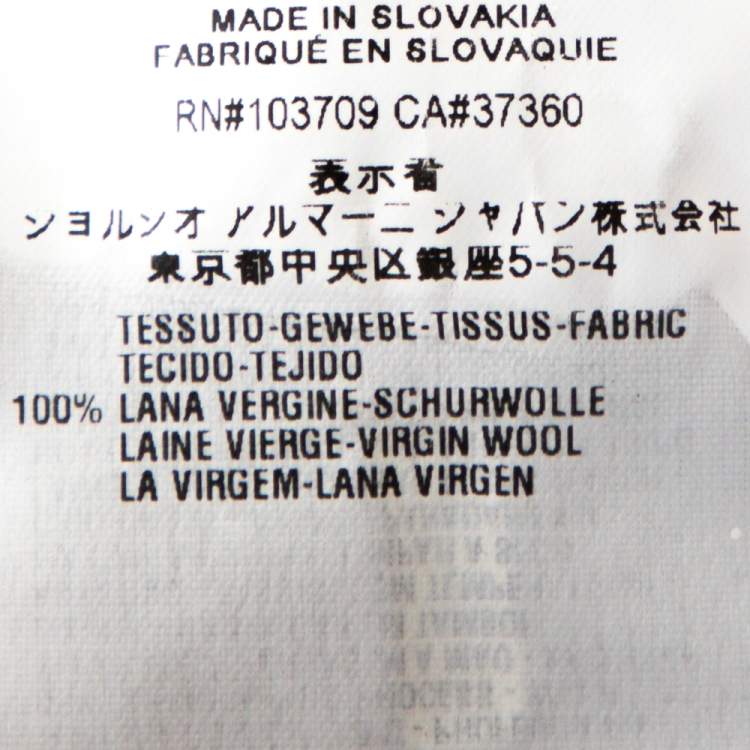 MADE IN SLOVAKIA
FABRIQUÉ EN SLOVAQUIE
RN#103709 CA#37360
表示者
ジョルジオ アルマーニ ジャパン株式会社
東京都中央区銀座5-5-4
TESSUTO-GEWEBE-TISSUS-FABRIC
TECIDO-TEJIDO
100% LANA VERGINE-SCHURWOLLE
LAINE VIERGE-VIRGIN WOOL
LA VIRGEM-LANA VIRGEN